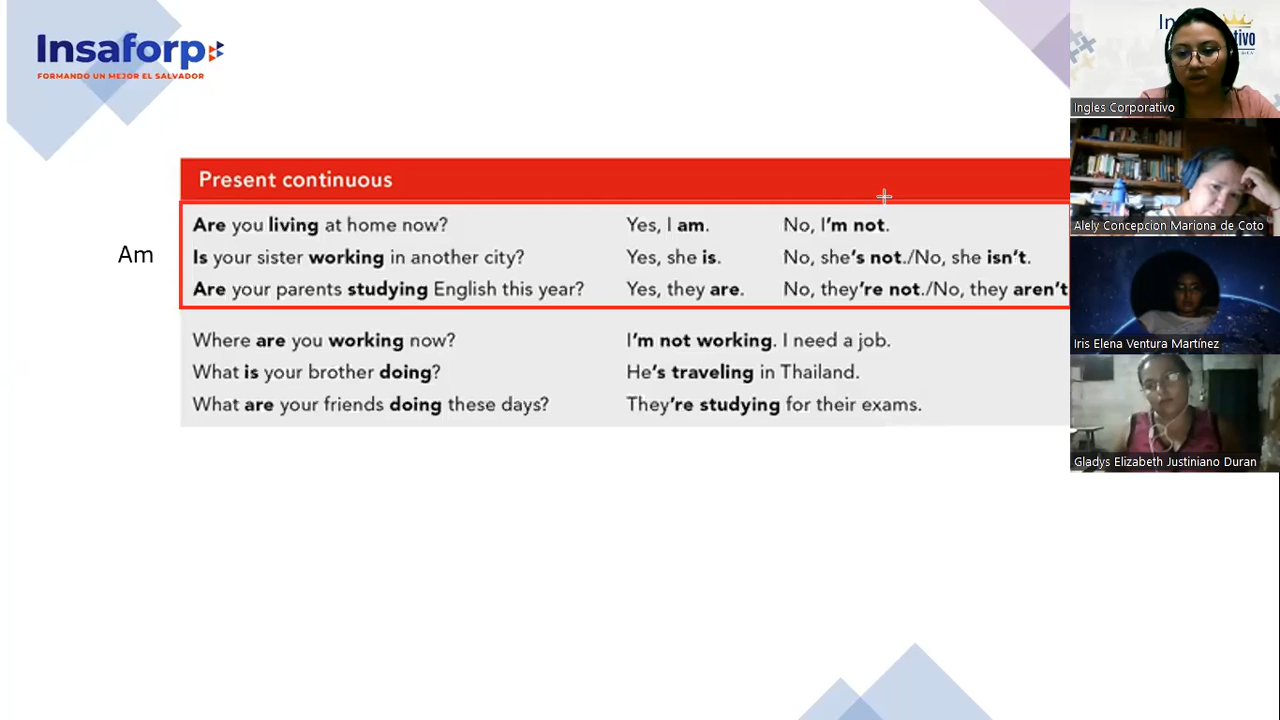 Insaforp
FORMANDO UN MEJOR EL SALVADOR
Present continuous
Are you living at home now? Yes, I am. No, I'm not.
Am
Is your sister working in another city? Yes, she is. No, she's not./No, she isn't.
Are your parents studying English this year? Yes, they are. No, they're not./No, they aren't
Where are you working now? I'm not working. I need a job.
What is your brother doing? He's traveling in Thailand.
What are your friends doing these days? They're studying for their exams.
Ingles Corporativo
Alely Concepcion Mariona de Coto
Iris Elena Ventura Martínez
Gladys Elizabeth Justiniano Duran